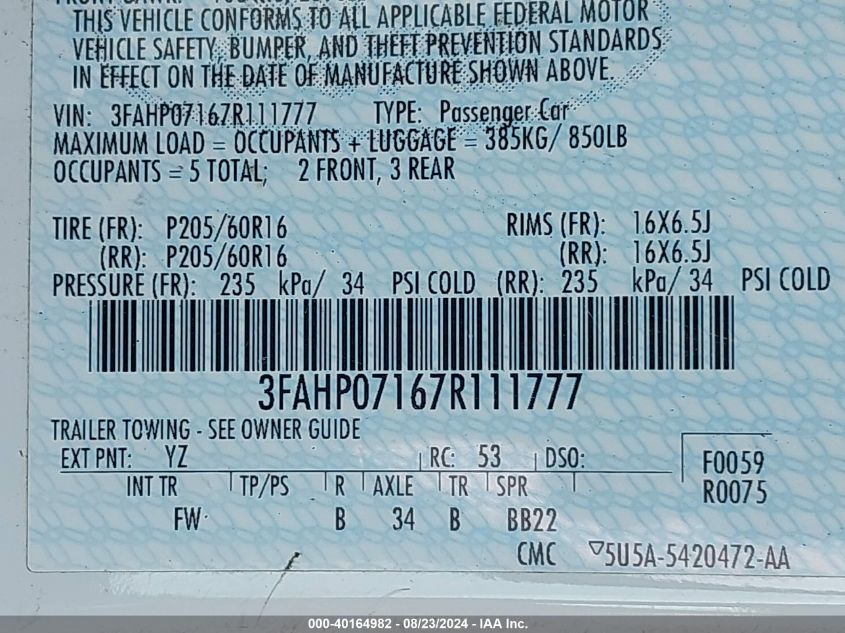 THIS VEHICLE CONFORMS TO ALL APPLICABLE FEDERAL MOTOR
VEHICLE SAFETY, BUMPER, AND THEFT PREVENTION STANDARDS
IN EFFECT ON THE DATE OF MANUFACTURE SHOWN ABOVE.
VIN: 3FAHP07167R111777 TYPE: Passenger Car
MAXIMUM LOAD = OCCUPANTS + LUGGAGE = 385KG/ 850LB
OCCUPANTS = 5 TOTAL; 2 FRONT, 3 REAR
TIRE (FR): P205/60R16 RIMS (FR): 16X6.5J
(RR): P205/60R16 (RR): 16X6.5J
PRESSURE (FR): 235 kPa/ 34 PSI COLD (RR): 235 kPa/ 34 PSI COLD
3FAHP07167R111777
TRAILER TOWING - SEE OWNER GUIDE
EXT PNT: YZ RC: 53 DSO: F0059
INT TR TP/PS R AXLE TR SPR R0075
FW B 34 B BB22
CMC ▽5U5A-5420472-AA
000-40164982 - 08/23/2024 - IAA Inc.